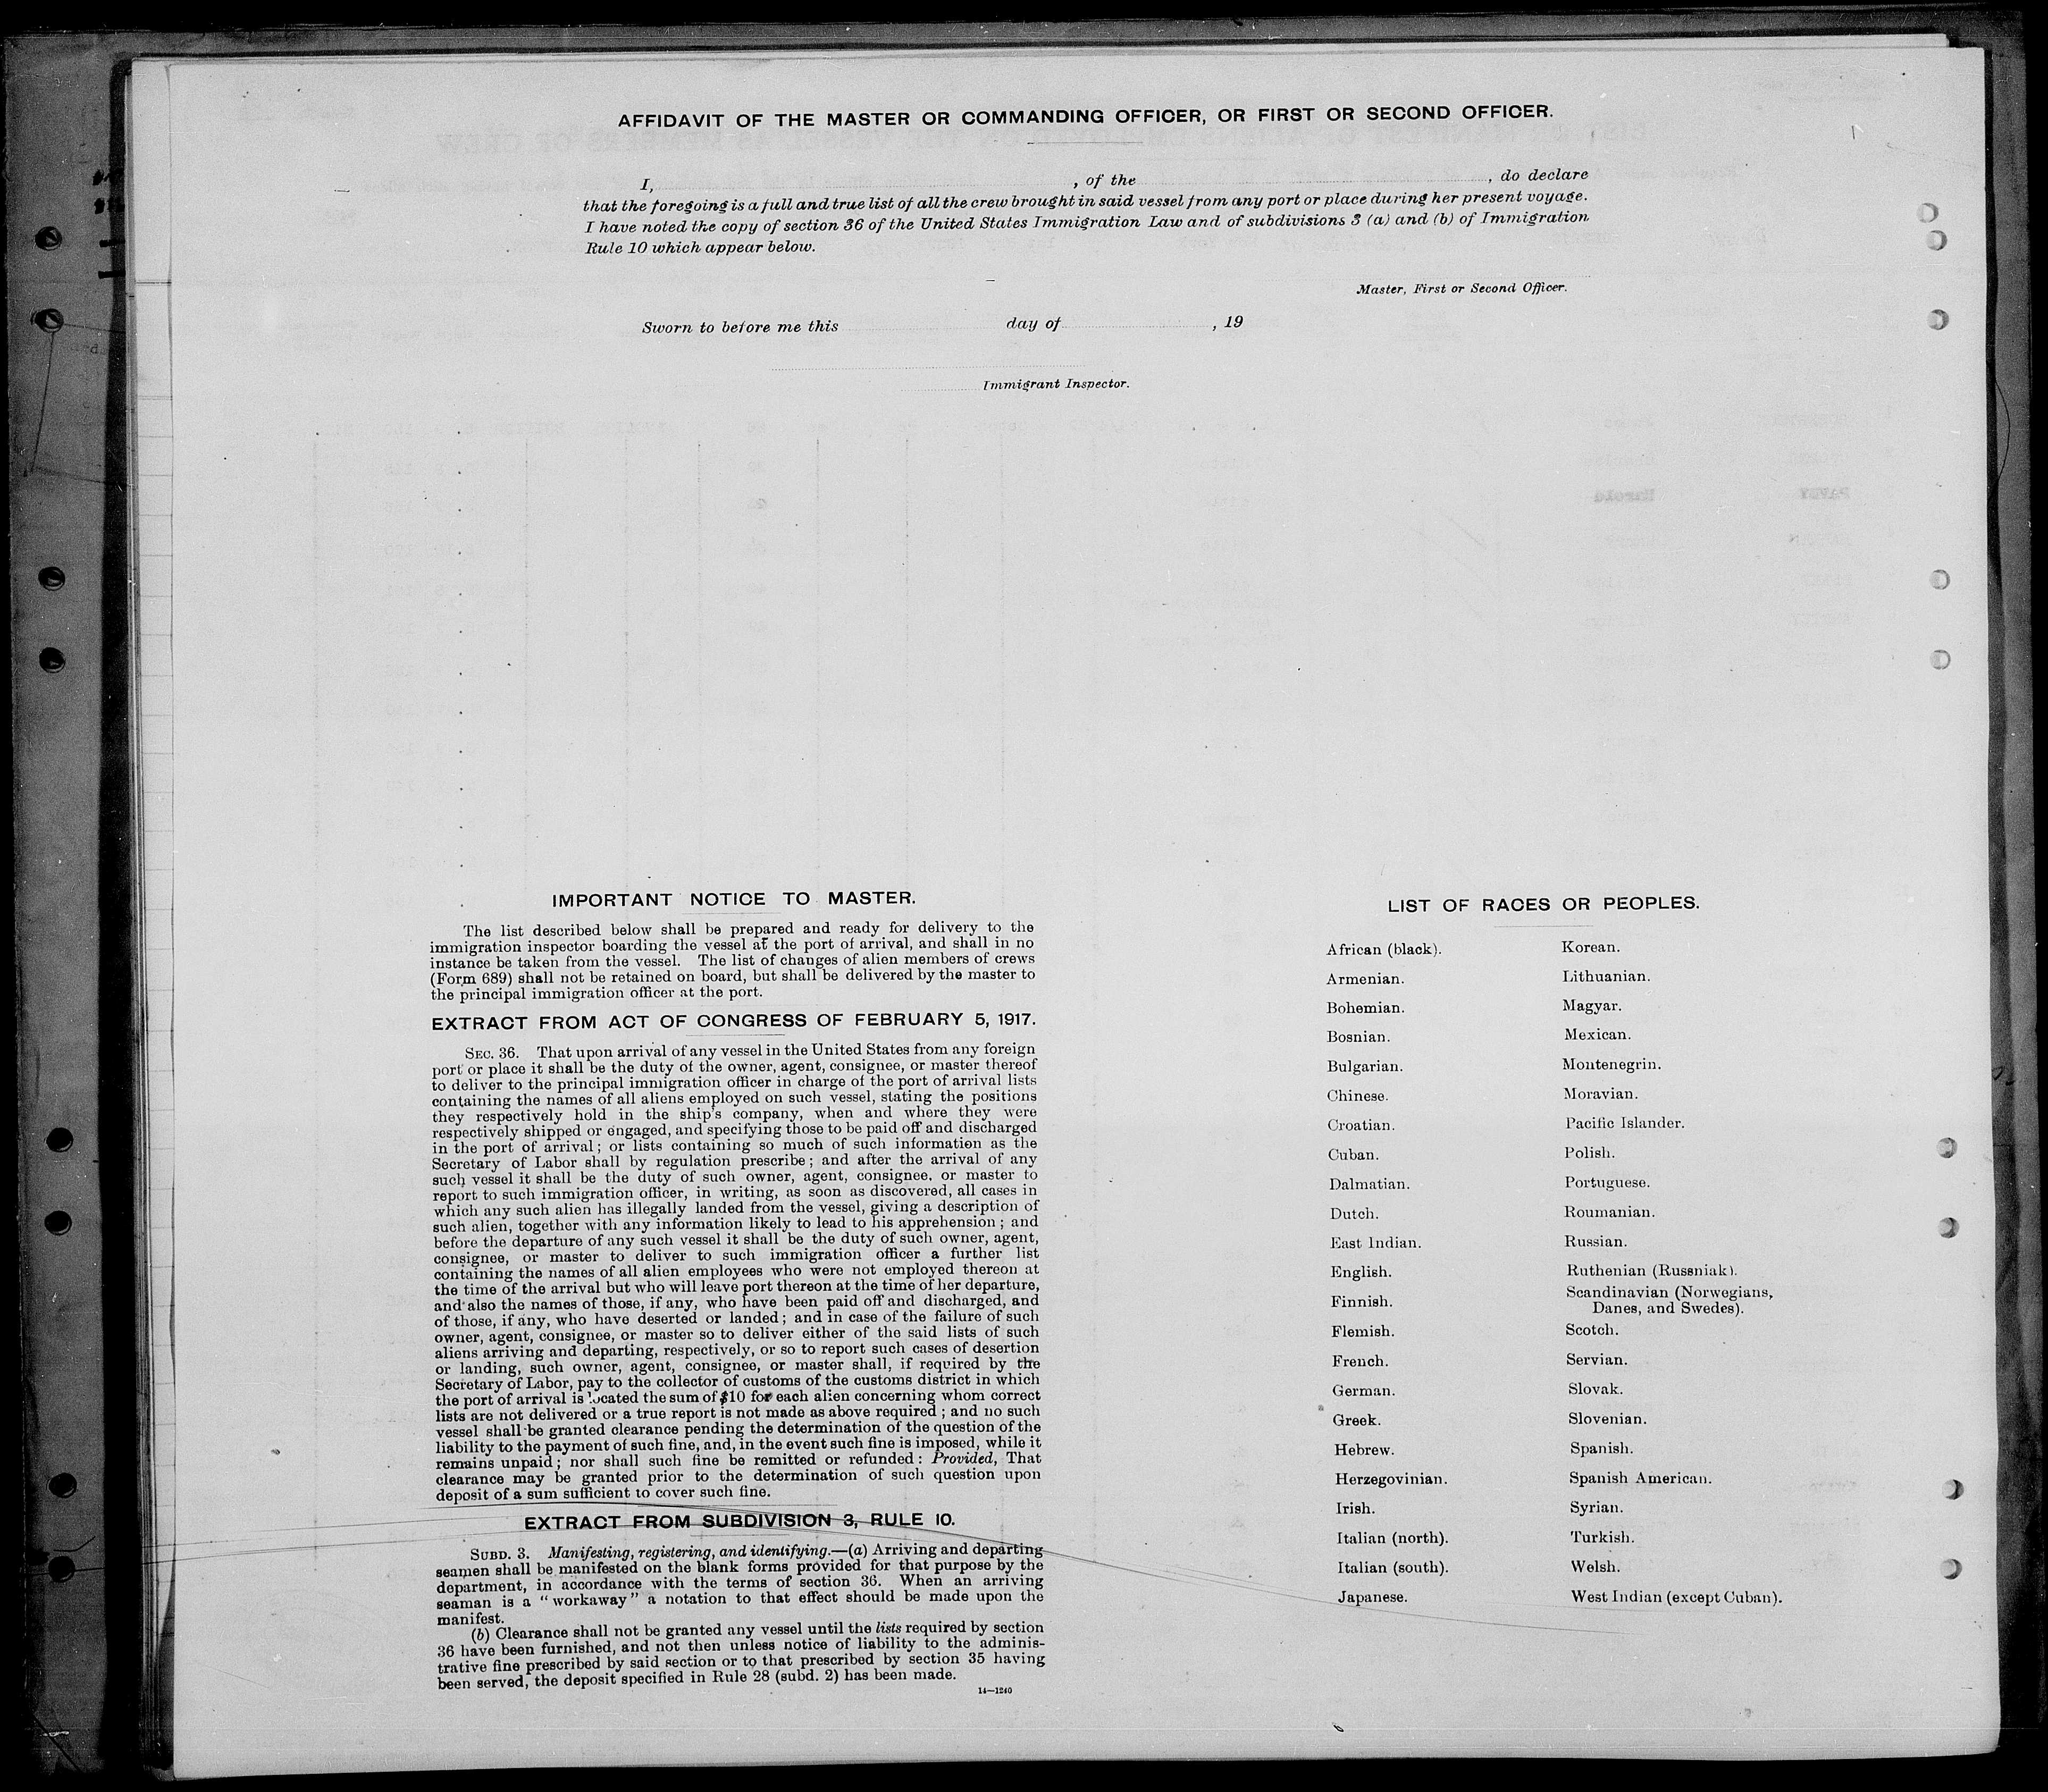 AFFIDAVIT OF THE MASTER OR COMMANDING OFFICER, OR FIRST OR SECOND OFFICER.
I, , of the , do declare
that the foregoing is a full and true list of all the crew brought in said vessel from any port or place during her present voyage.
I have noted the copy of section 36 of the United States Immigration Law and of subdivisions 3 (a) and (b) of Immigration
Rule 10 which appear below.
Master, First or Second Officer.
Sworn to before me this day of , 19
Immigrant Inspector.
IMPORTANT NOTICE TO MASTER.
The list described below shall be prepared and ready for delivery to the
immigration inspector boarding the vessel at the port of arrival, and shall in no
instance be taken from the vessel. The list of changes of alien members of crews
(Form 689) shall not be retained on board, but shall be delivered by the master to
the principal immigration officer at the port.
EXTRACT FROM ACT OF CONGRESS OF FEBRUARY 5, 1917.
SEC. 36. That upon arrival of any vessel in the United States from any foreign
port or place it shall be the duty of the owner, agent, consignee, or master thereof
to deliver to the principal immigration officer in charge of the port of arrival lists
containing the names of all aliens employed on such vessel, stating the positions
they respectively hold in the ship's company, when and where they were
respectively shipped or engaged, and specifying those to be paid off and discharged
in the port of arrival; or lists containing so much of such information as the
Secretary of Labor shall by regulation prescribe; and after the arrival of any
such vessel it shall be the duty of such owner, agent, consignee, or master to
report to such immigration officer, in writing, as soon as discovered, all cases in
which any such alien has illegally landed from the vessel, giving a description of
such alien, together with any information likely to lead to his apprehension; and
before the departure of any such vessel it shall be the duty of such owner, agent,
consignee, or master to deliver to such immigration officer a further list
containing the names of all alien employees who were not employed thereon at
the time of the arrival but who will leave port thereon at the time of her departure,
and also the names of those, if any, who have been paid off and discharged, and
of those, if any, who have deserted or landed; and in case of the failure of such
owner, agent, consignee, or master so to deliver either of the said lists of such
aliens arriving and departing, respectively, or so to report such cases of desertion
or landing, such owner, agent, consignee, or master shall, if required by the
Secretary of Labor, pay to the collector of customs of the customs district in which
the port of arrival is located the sum of $10 for each alien concerning whom correct
lists are not delivered or a true report is not made as above required; and no such
vessel shall be granted clearance pending the determination of the question of the
liability to the payment of such fine, and, in the event such fine is imposed, while it
remains unpaid; nor shall such fine be remitted or refunded: Provided, That
clearance may be granted prior to the determination of such question upon
deposit of a sum sufficient to cover such fine.
EXTRACT FROM SUBDIVISION 3, RULE 10.
SUBD. 3. Manifesting, registering, and identifying.—(a) Arriving and departing
seamen shall be manifested on the blank forms provided for that purpose by the
department, in accordance with the terms of section 36. When an arriving
seaman is a "workaway" a notation to that effect should be made upon the
manifest.
(b) Clearance shall not be granted any vessel until the lists required by section
36 have been furnished, and not then unless notice of liability to the adminis-
trative fine prescribed by said section or to that prescribed by section 35 having
been served, the deposit specified in Rule 28 (subd. 2) has been made.
14—1240
LIST OF RACES OR PEOPLES.
African (black).
Armenian.
Bohemian.
Bosnian.
Bulgarian.
Chinese.
Croatian.
Cuban.
Dalmatian.
Dutch.
East Indian.
English.
Finnish.
Flemish.
French.
German.
Greek.
Hebrew.
Herzegovinian.
Irish.
Italian (north).
Italian (south).
Japanese.
Korean.
Lithuanian.
Magyar.
Mexican.
Montenegrin.
Moravian.
Pacific Islander.
Polish.
Portuguese.
Roumanian.
Russian.
Ruthenian (Russniak).
Scandinavian (Norwegians,
Danes, and Swedes).
Scotch.
Servian.
Slovak.
Slovenian.
Spanish.
Spanish American.
Syrian.
Turkish.
Welsh.
West Indian (except Cuban).